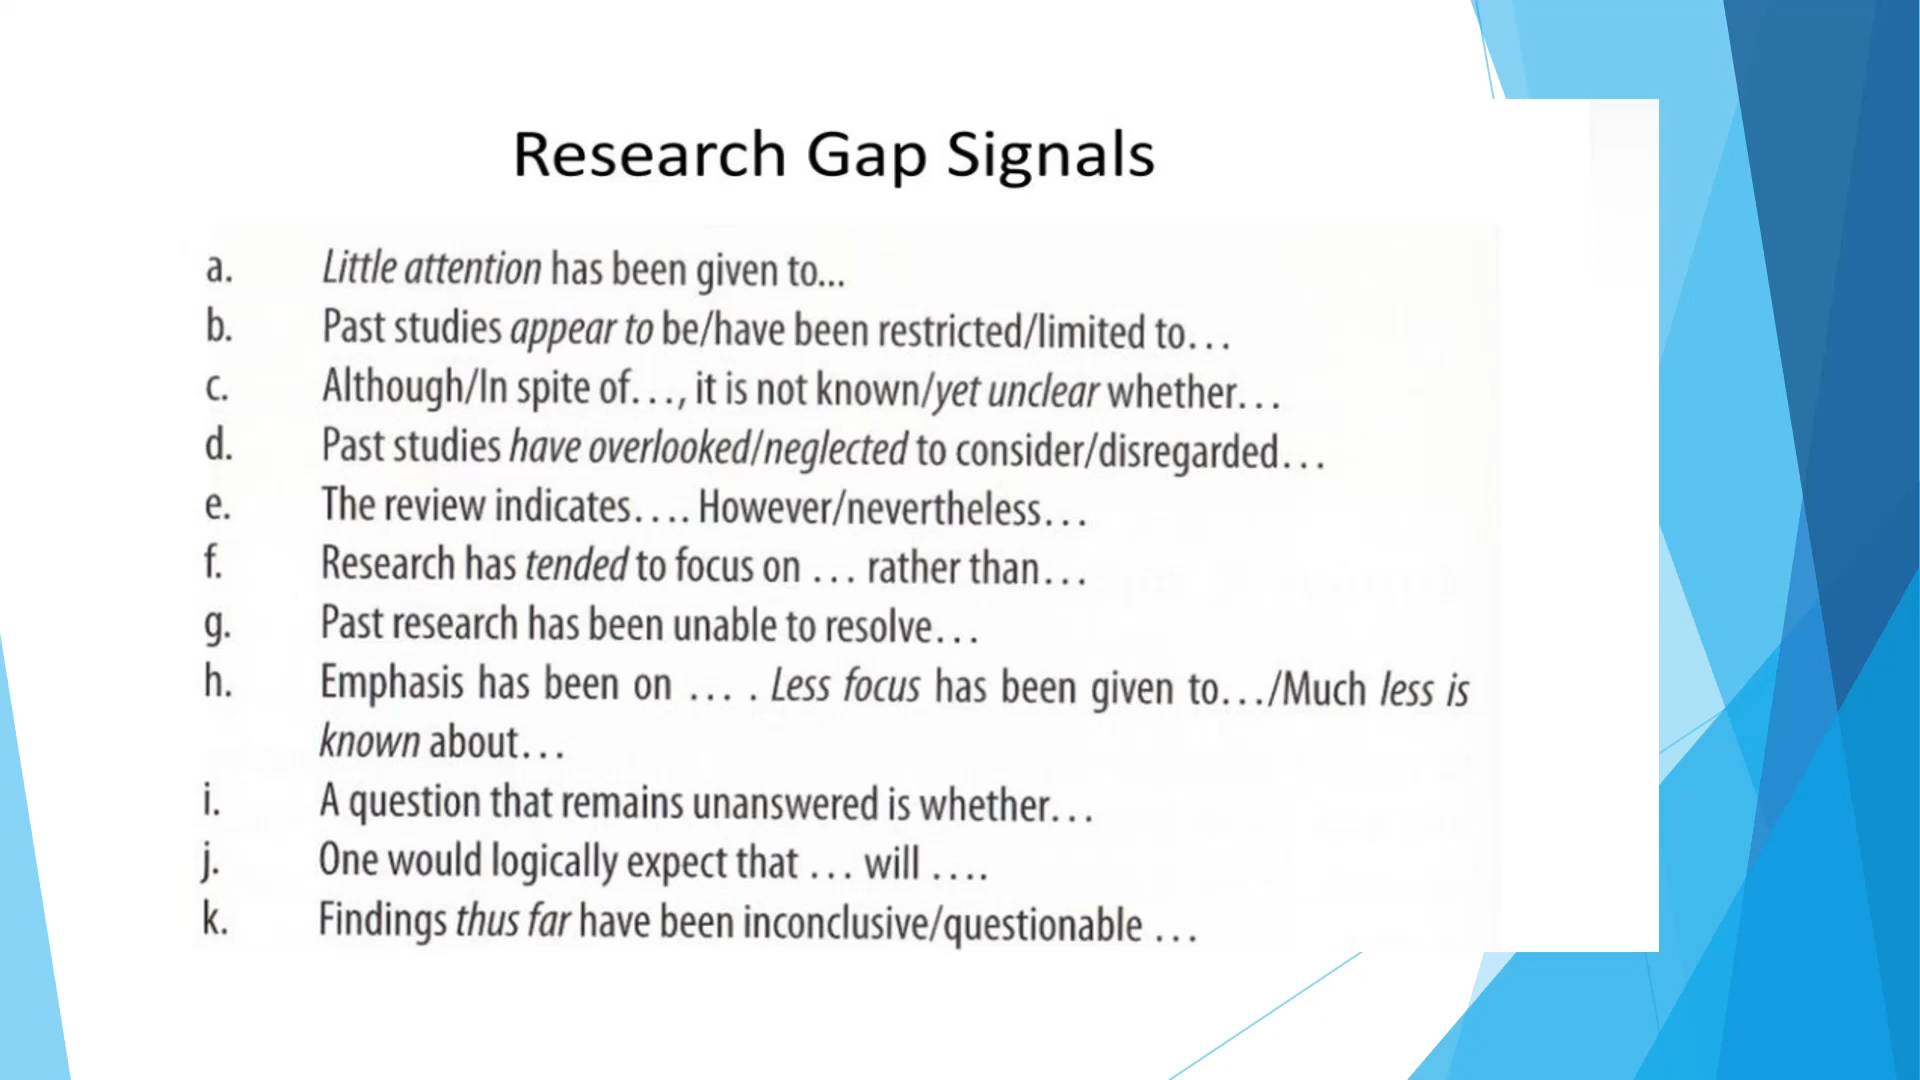 Research Gap Signals
a. Little attention has been given to...
b. Past studies appear to be/have been restricted/limited to...
c. Although/In spite of..., it is not known/yet unclear whether...
d. Past studies have overlooked/neglected to consider/disregarded...
e. The review indicates.... However/nevertheless...
f. Research has tended to focus on ... rather than...
g. Past research has been unable to resolve...
h. Emphasis has been on ... . Less focus has been given to.../Much less is
known about...
i. A question that remains unanswered is whether...
j. One would logically expect that ... will ....
k. Findings thus far have been inconclusive/questionable ...